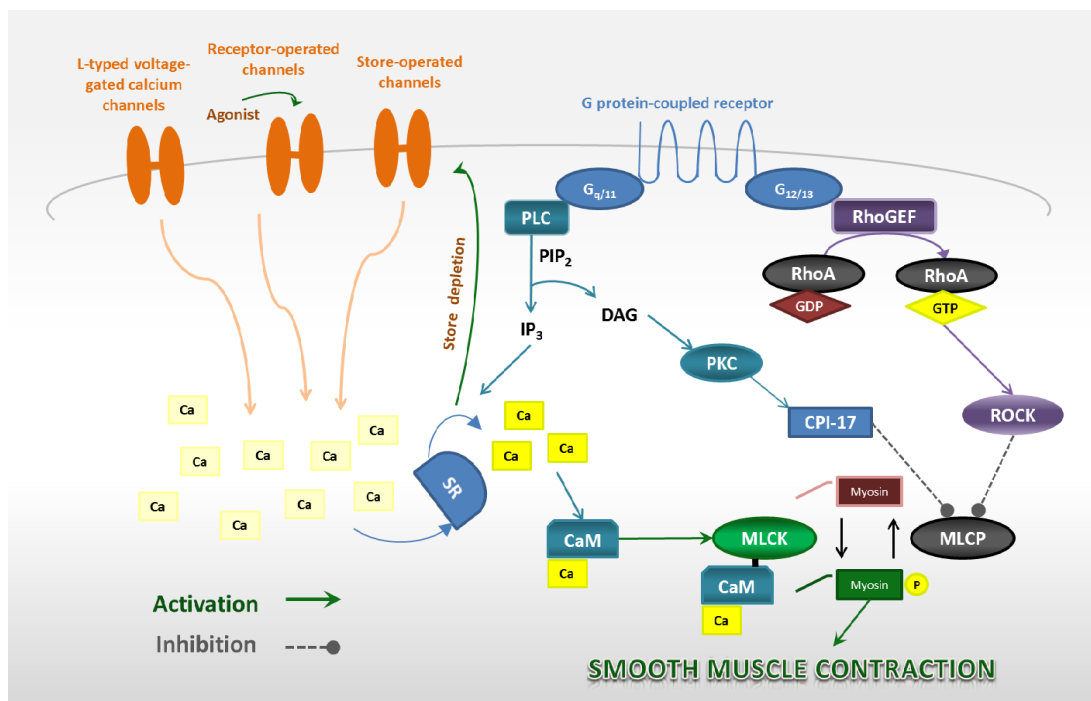 L-typed voltage-
gated calcium
channels
Receptor-operated
channels
Agonist
Store-operated
channels
G protein-coupled receptor
Gq/11
G12/13
PLC
RhoGEF
PIP2
RhoA
GDP
RhoA
GTP
Store depletion
IP3
DAG
PKC
CPI-17
ROCK
Ca
Ca
Ca
Ca
Ca
Ca
Ca
Ca
Ca
SR
Ca
Ca
Ca
Myosin
CaM
Ca
MLCK
MLCP
CaM
Ca
Myosin
P
Activation
Inhibition
SMOOTH MUSCLE CONTRACTION